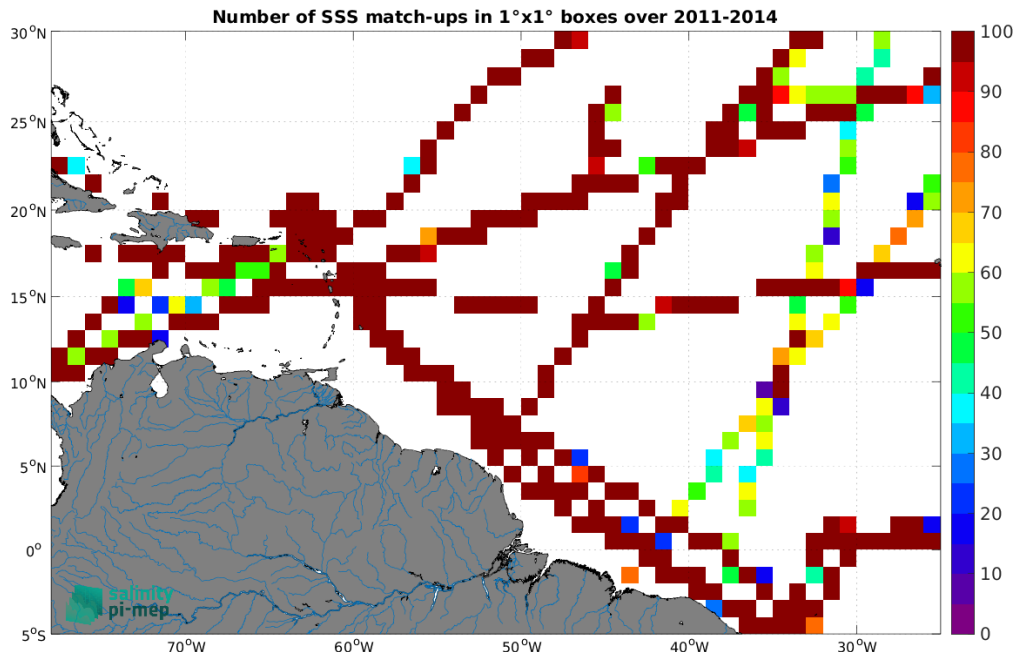 Number of SSS match-ups in 1°x1° boxes over 2011-2014
30°N
25°N
20°N
15°N
10°N
5°N
0°
5°S
70°W
60°W
50°W
40°W
30°W
100
90
80
70
60
50
40
30
20
10
0
salinity
pi-mep